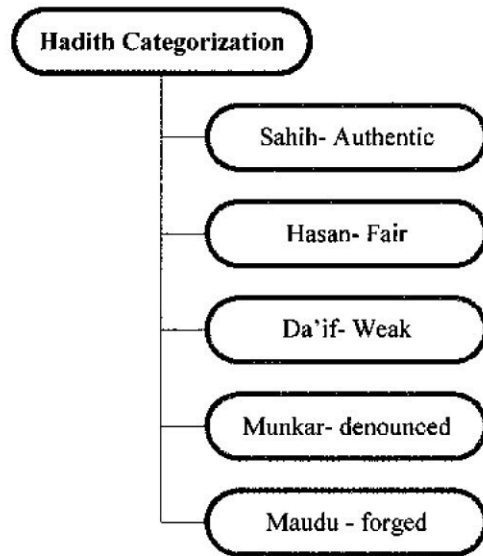 Hadith Categorization
Sahih- Authentic
Hasan- Fair
Da'if- Weak
Munkar- denounced
Maudu - forged